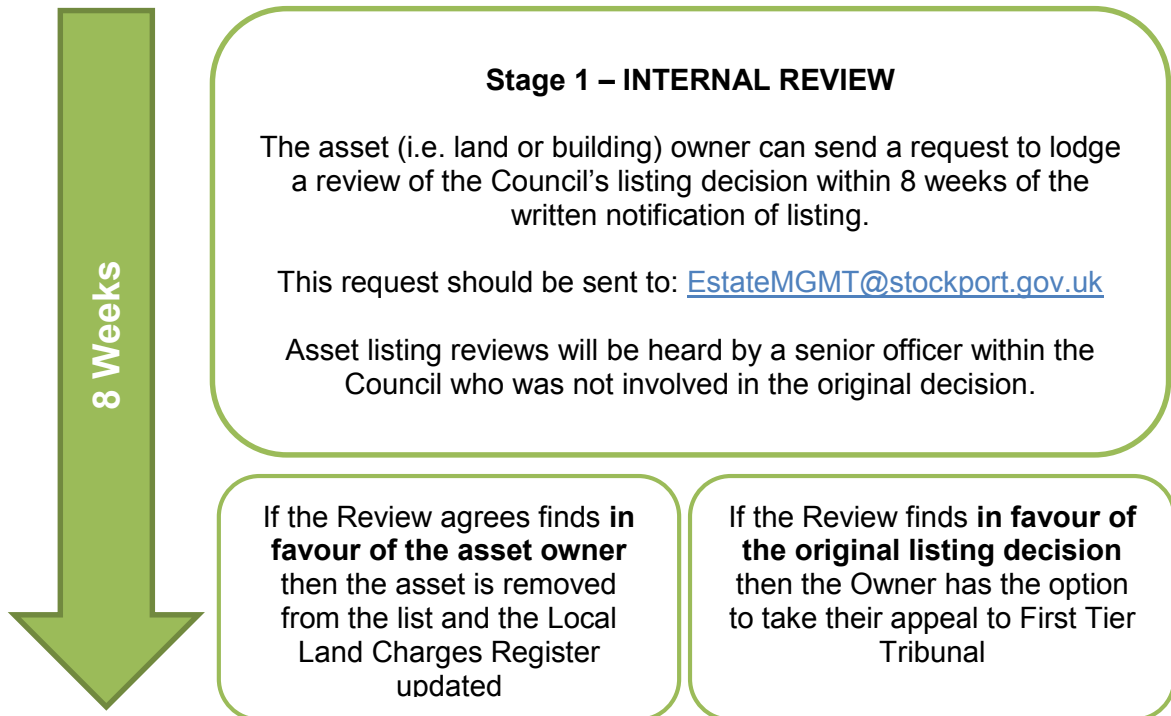 8 Weeks
Stage 1 – INTERNAL REVIEW
The asset (i.e. land or building) owner can send a request to lodge
a review of the Council's listing decision within 8 weeks of the
written notification of listing.
This request should be sent to: EstateMGMT@stockport.gov.uk
Asset listing reviews will be heard by a senior officer within the
Council who was not involved in the original decision.
If the Review agrees finds in
favour of the asset owner
then the asset is removed
from the list and the Local
Land Charges Register
updated
If the Review finds in favour of
the original listing decision
then the Owner has the option
to take their appeal to First Tier
Tribunal